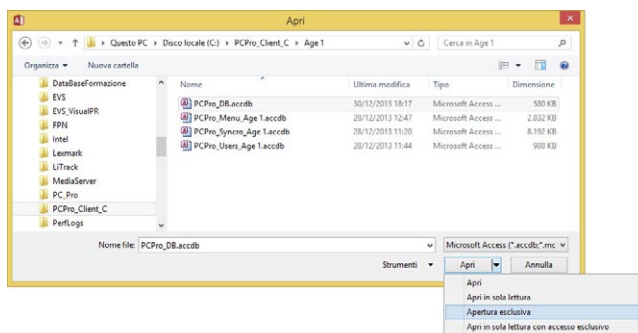 Apri
Questo PC ▸ Disco locale (C:) ▸ PCPro_Client_C ▸ Age 1
Cerca in Age 1
Organizza Nuova cartella
Nome Ultima modifica Tipo Dimensione
DataBaseFormazione
EVS
EVS_VisualPR
FPN
Intel
Lexmark
LiTrack
MediaServer
PC_Pro
PCPro_Client_C
PerfLogs
PCPro_DB.accdb 30/12/2013 18:17 Microsoft Access ... 580 KB
PCPro_Menu_Age 1.accdb 28/12/2013 12:47 Microsoft Access ... 2.832 KB
PCPro_Syncro_Age 1.accdb 28/12/2013 11:20 Microsoft Access ... 8.192 KB
PCPro_Users_Age 1.accdb 28/12/2013 11:44 Microsoft Access ... 908 KB
Nome file: PCPro_DB.accdb
Microsoft Access (*.accdb;*.mc
Strumenti Apri Annulla
Apri
Apri in sola lettura
Apertura esclusiva
Apri in sola lettura con accesso esclusivo